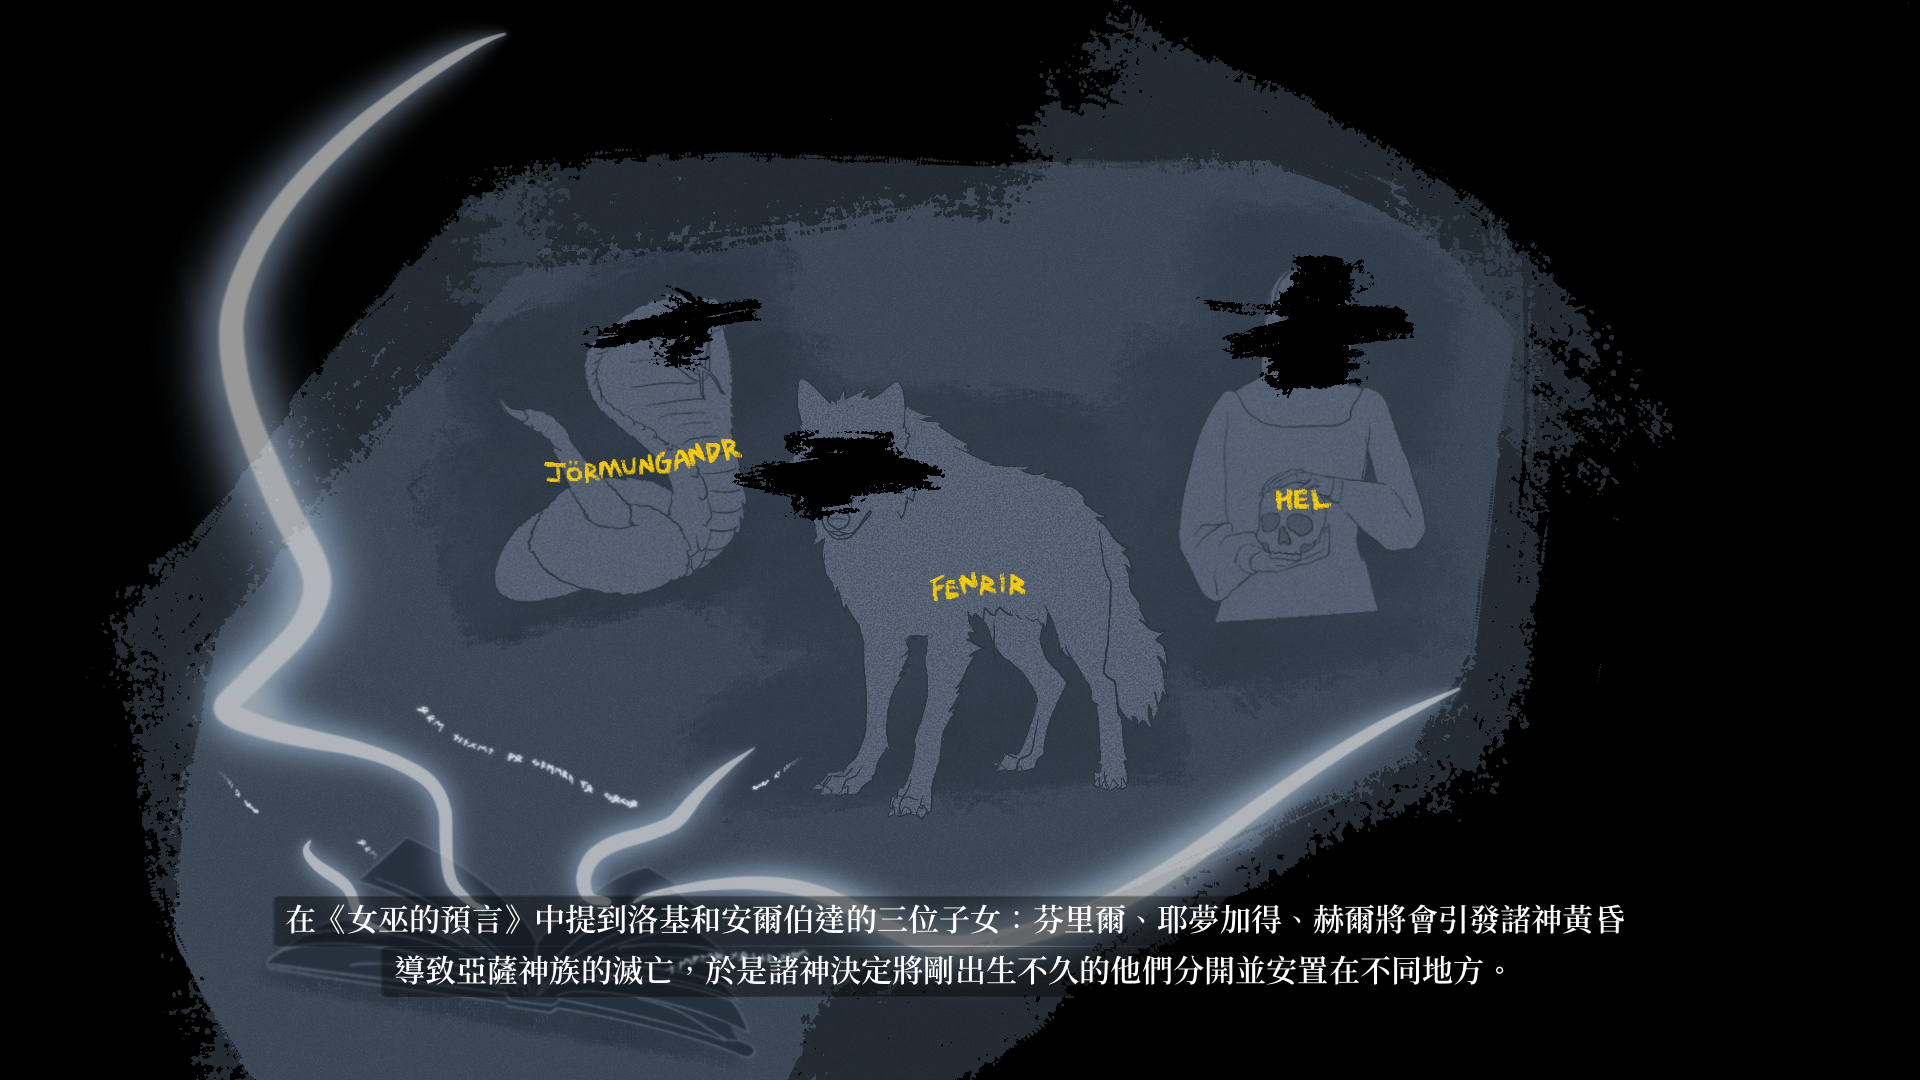 JÖRMUNGANDR
FENRIR
HEL
在《女巫的預言》中提到洛基和安爾伯達的三位子女：芬里爾、耶夢加得、赫爾將會引發諸神黃昏
導致亞薩神族的滅亡，於是諸神決定將剛出生不久的他們分開並安置在不同地方。